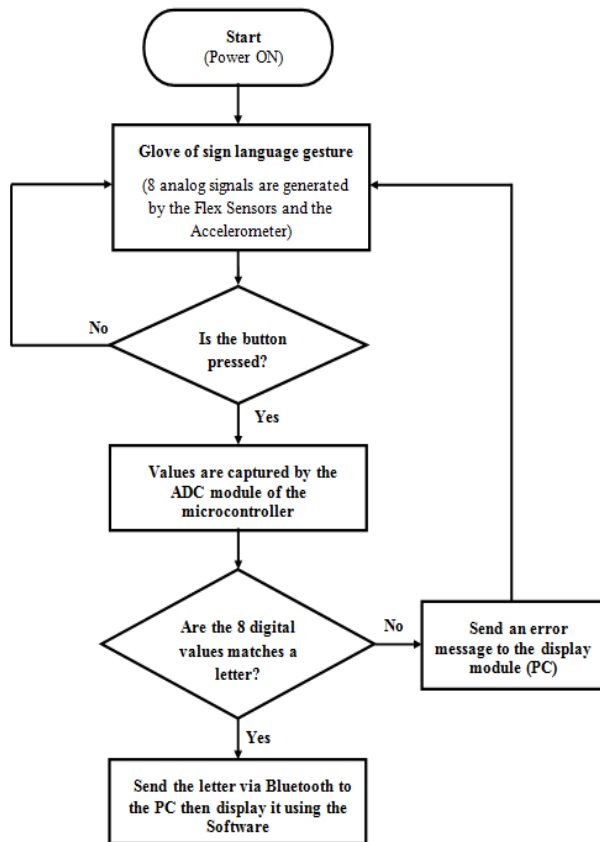 Start
(Power ON)
Glove of sign language gesture
(8 analog signals are generated
by the Flex Sensors and the
Accelerometer)
No
Is the button
pressed?
Yes
Values are captured by the
ADC module of the
microcontroller
Are the 8 digital
values matches a
letter?
No
Send an error
message to the display
module (PC)
Yes
Send the letter via Bluetooth to
the PC then display it using the
Software